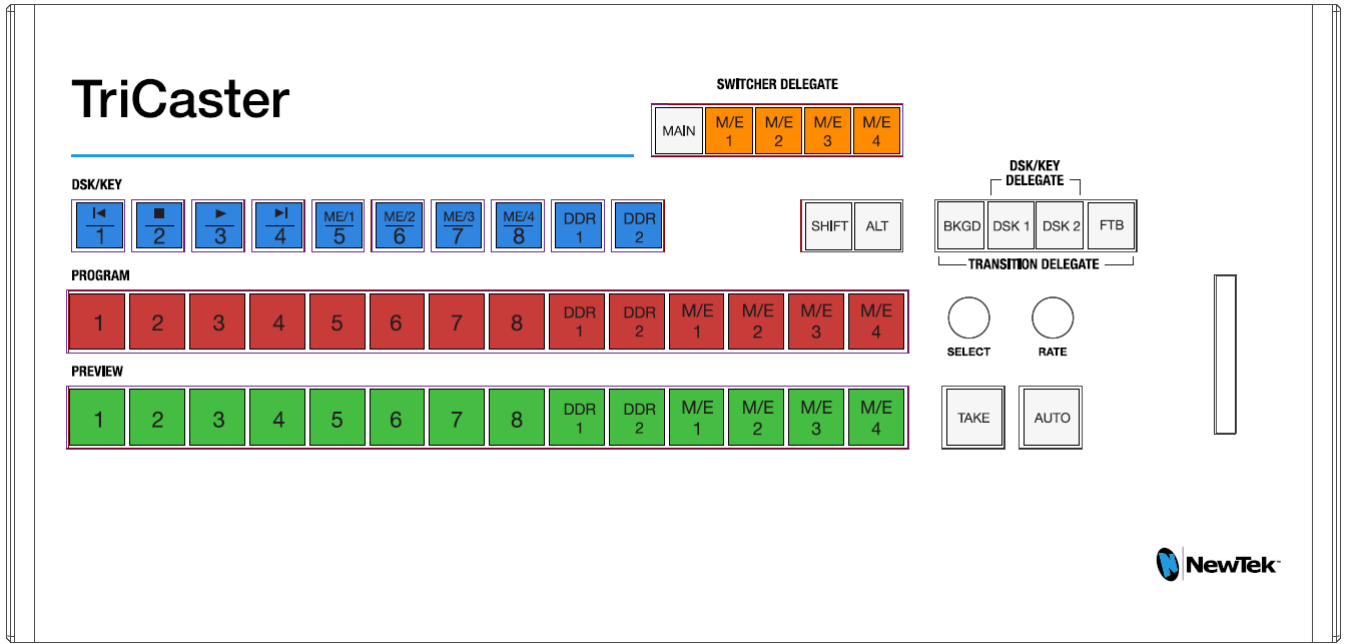 TriCaster
SWITCHER DELEGATE
MAIN M/E 1 M/E 2 M/E 3 M/E 4
DSK/KEY
1 2 3 4 ME/1 5 ME/2 6 ME/3 7 ME/4 8 DDR 1 DDR 2
SHIFT ALT
DSK/KEY
DELEGATE
BKGD DSK 1 DSK 2 FTB
TRANSITION DELEGATE
PROGRAM
1 2 3 4 5 6 7 8 DDR 1 DDR 2 M/E 1 M/E 2 M/E 3 M/E 4
SELECT RATE
PREVIEW
1 2 3 4 5 6 7 8 DDR 1 DDR 2 M/E 1 M/E 2 M/E 3 M/E 4
TAKE AUTO
NewTek™